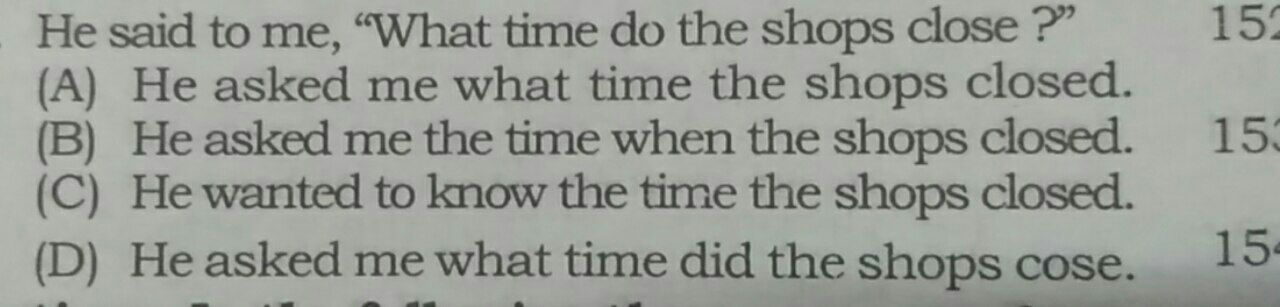 He said to me, “What time do the shops close ?”
(A) He asked me what time the shops closed.
(B) He asked me the time when the shops closed.
(C) He wanted to know the time the shops closed.
(D) He asked me what time did the shops cose.